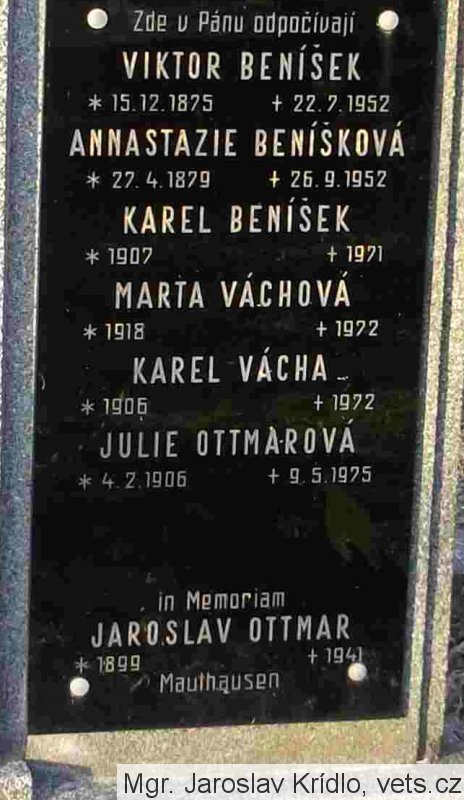 Zde v Pánu odpočívají
VIKTOR BENÍŠEK
* 15.12.1875 + 22.7.1952
ANNASTAZIE BENÍŠKOVÁ
* 27.4.1879 + 26.9.1952
KAREL BENÍŠEK
* 1907 + 1971
MARTA VÁCHOVÁ
* 1918 + 1972
KAREL VÁCHA
* 1906 + 1972
JULIE OTTMAROVÁ
* 4.2.1906 + 9.5.1975
in Memoriam
JAROSLAV OTTMAR
* 1899 + 1941
Mauthausen
Mgr. Jaroslav Krídlo, vets.cz